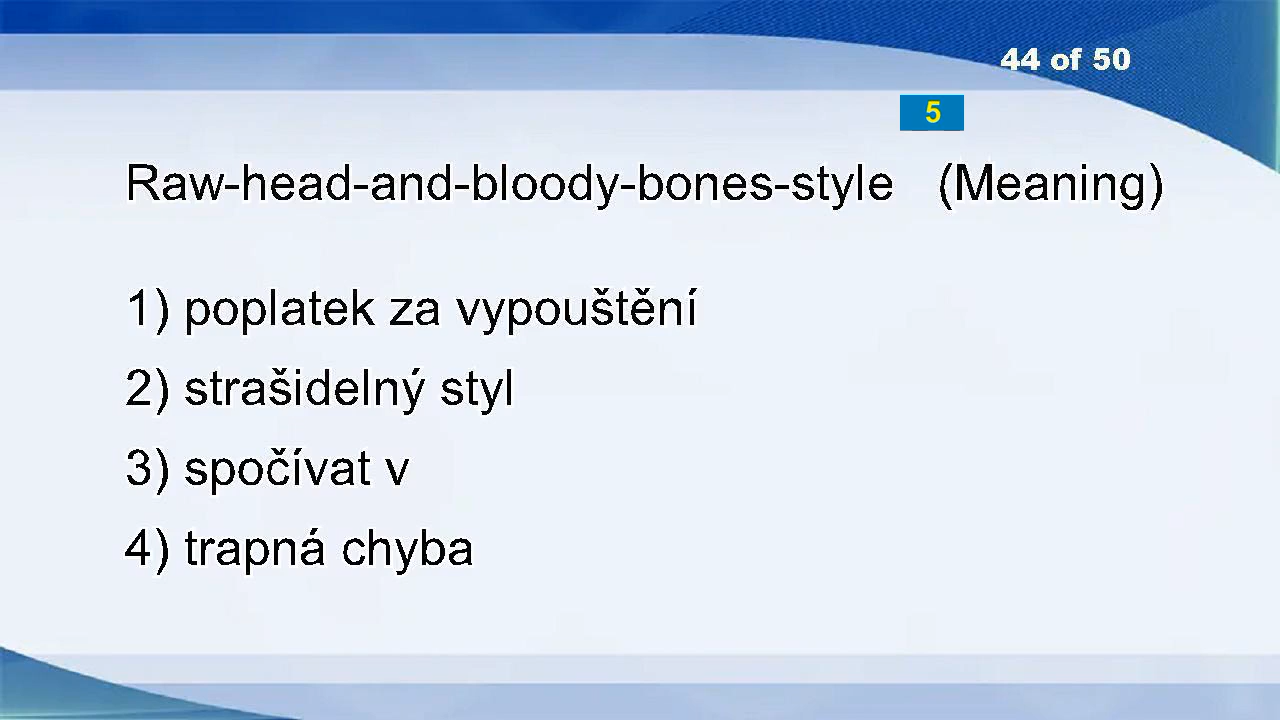 44 of 50
5
Raw-head-and-bloody-bones-style (Meaning)
1) poplatek za vypouštění
2) strašidelný styl
3) spočívat v
4) trapná chyba